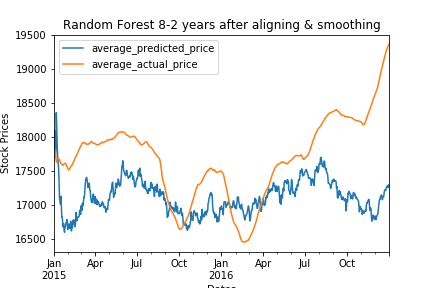 Random Forest 8-2 years after aligning & smoothing
average_predicted_price
average_actual_price
Stock Prices
19500
19000
18500
18000
17500
17000
16500
Jan Apr Jul Oct Jan Apr Jul Oct
2015 2016
Dates